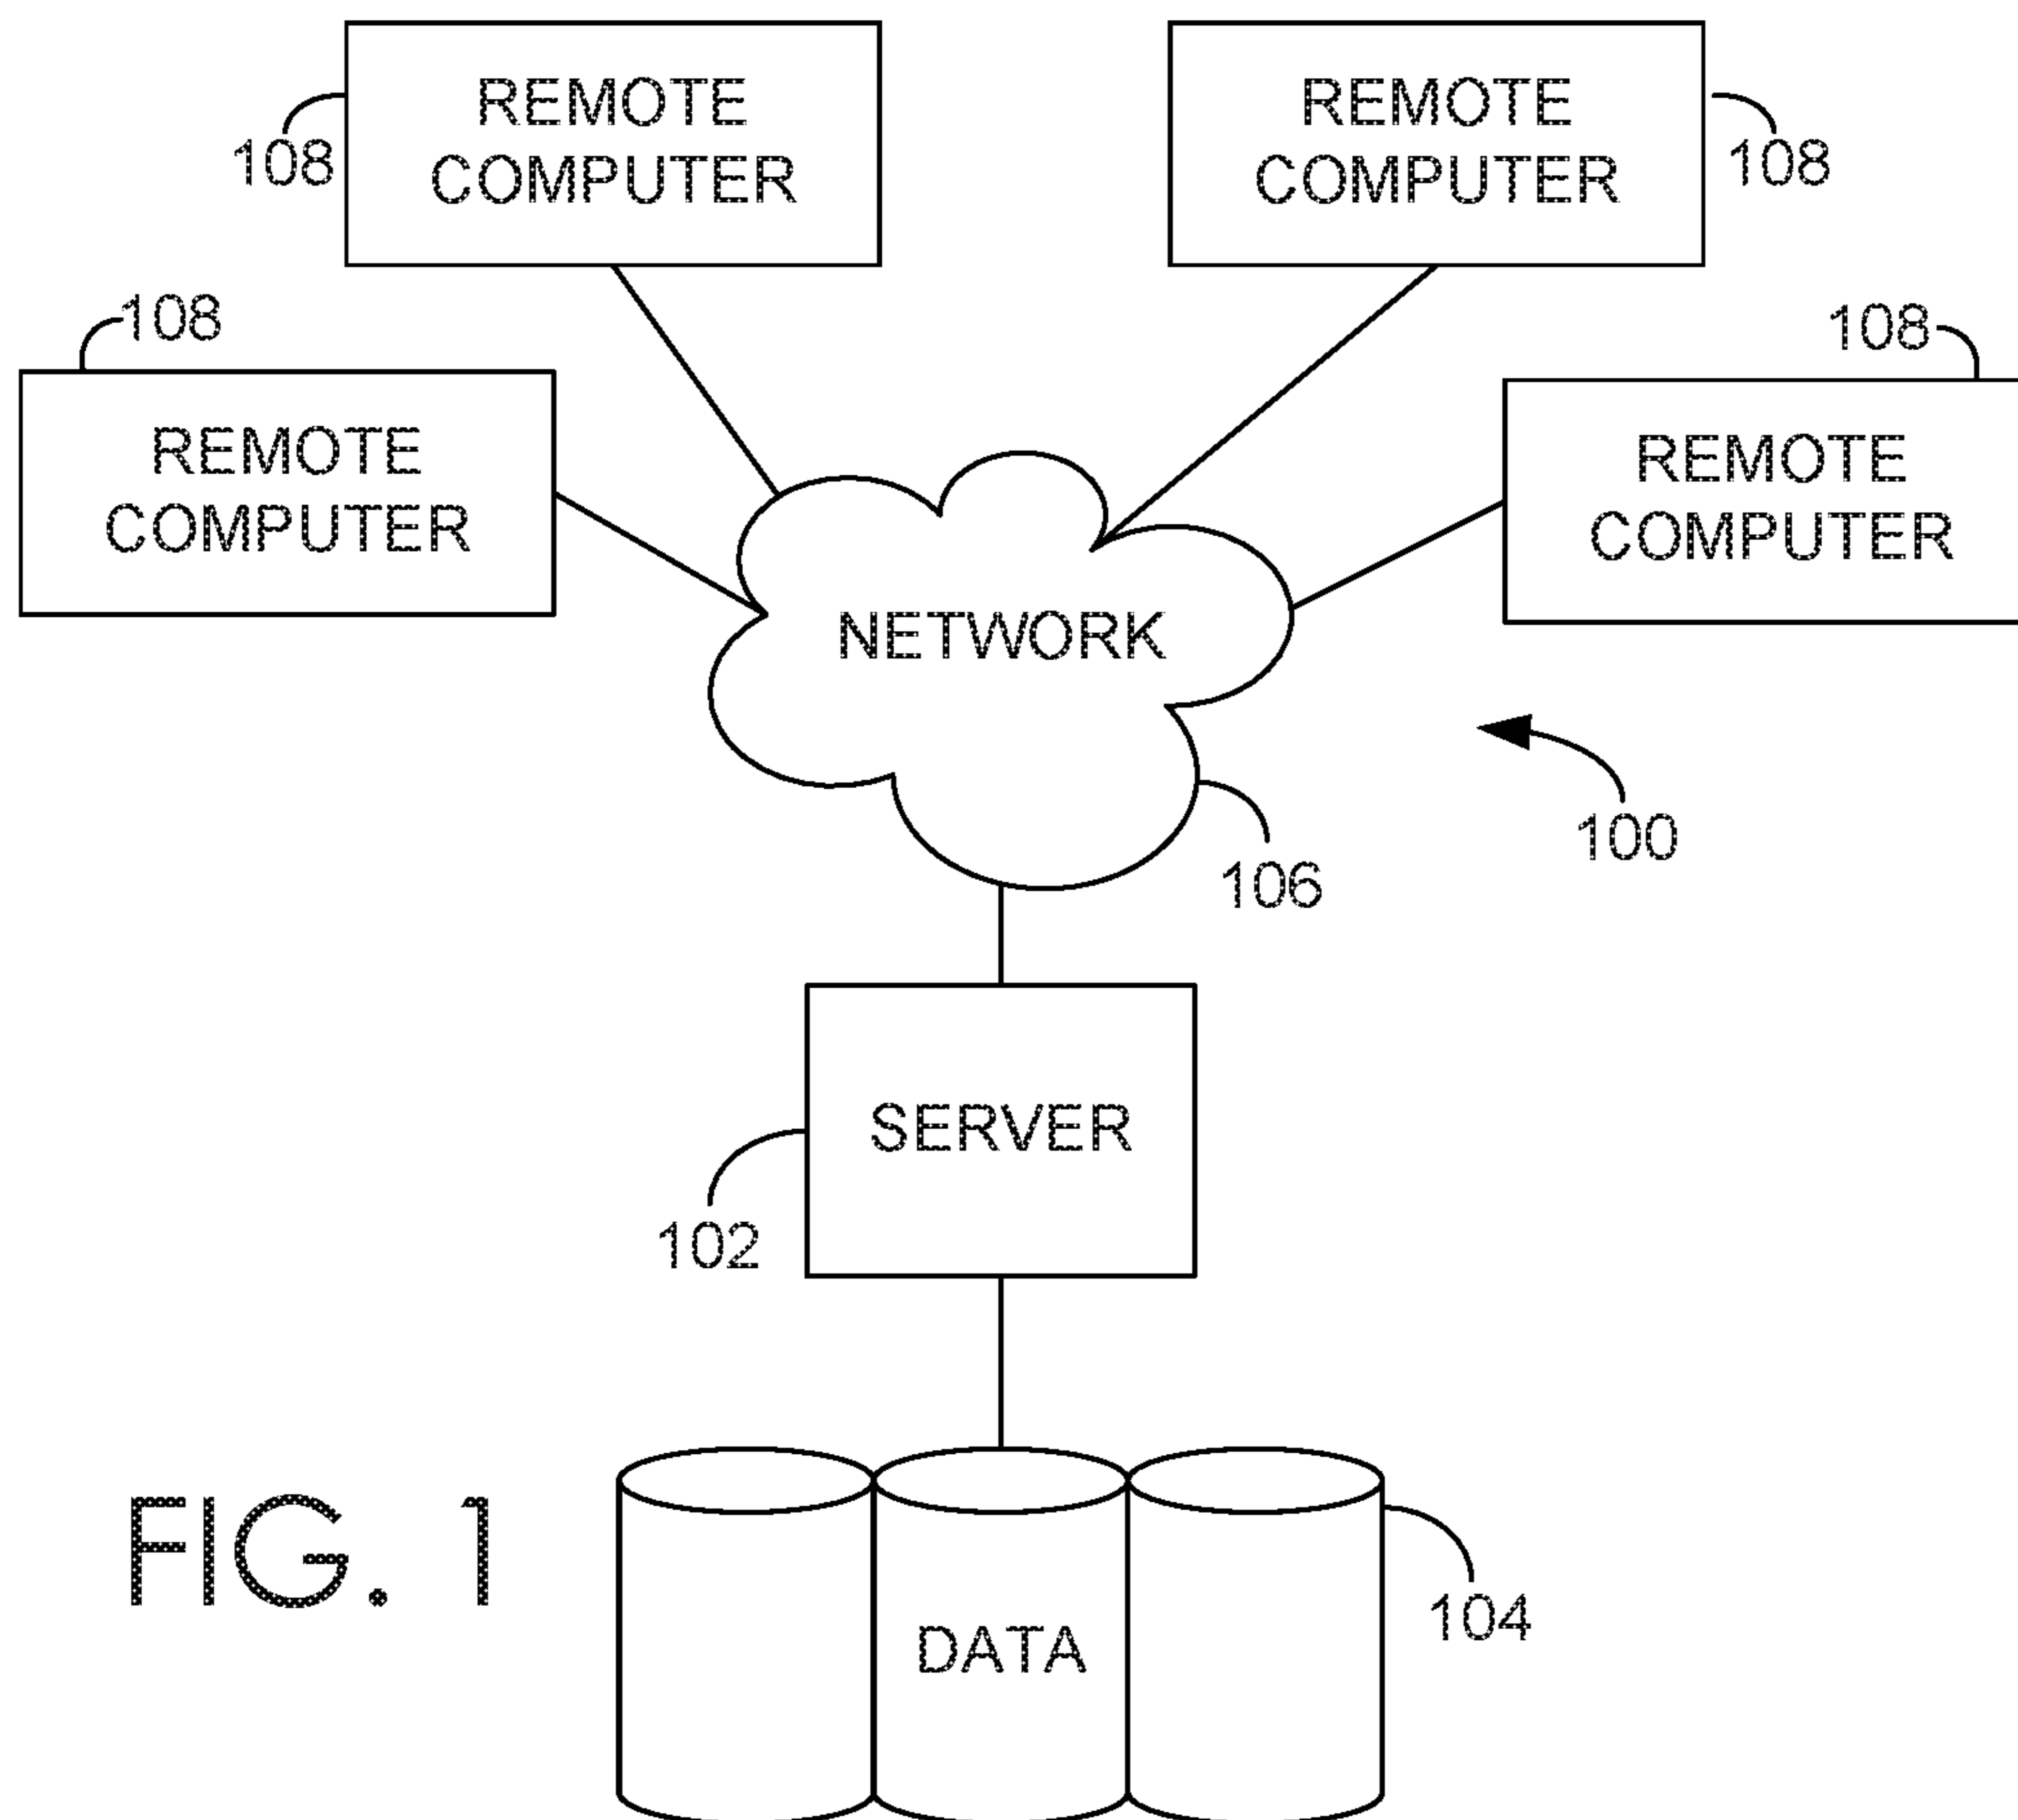 REMOTE
COMPUTER
108
REMOTE
COMPUTER
108
108
REMOTE
COMPUTER
108
REMOTE
COMPUTER
NETWORK
100
106
SERVER
102
FIG. 1
DATA
104